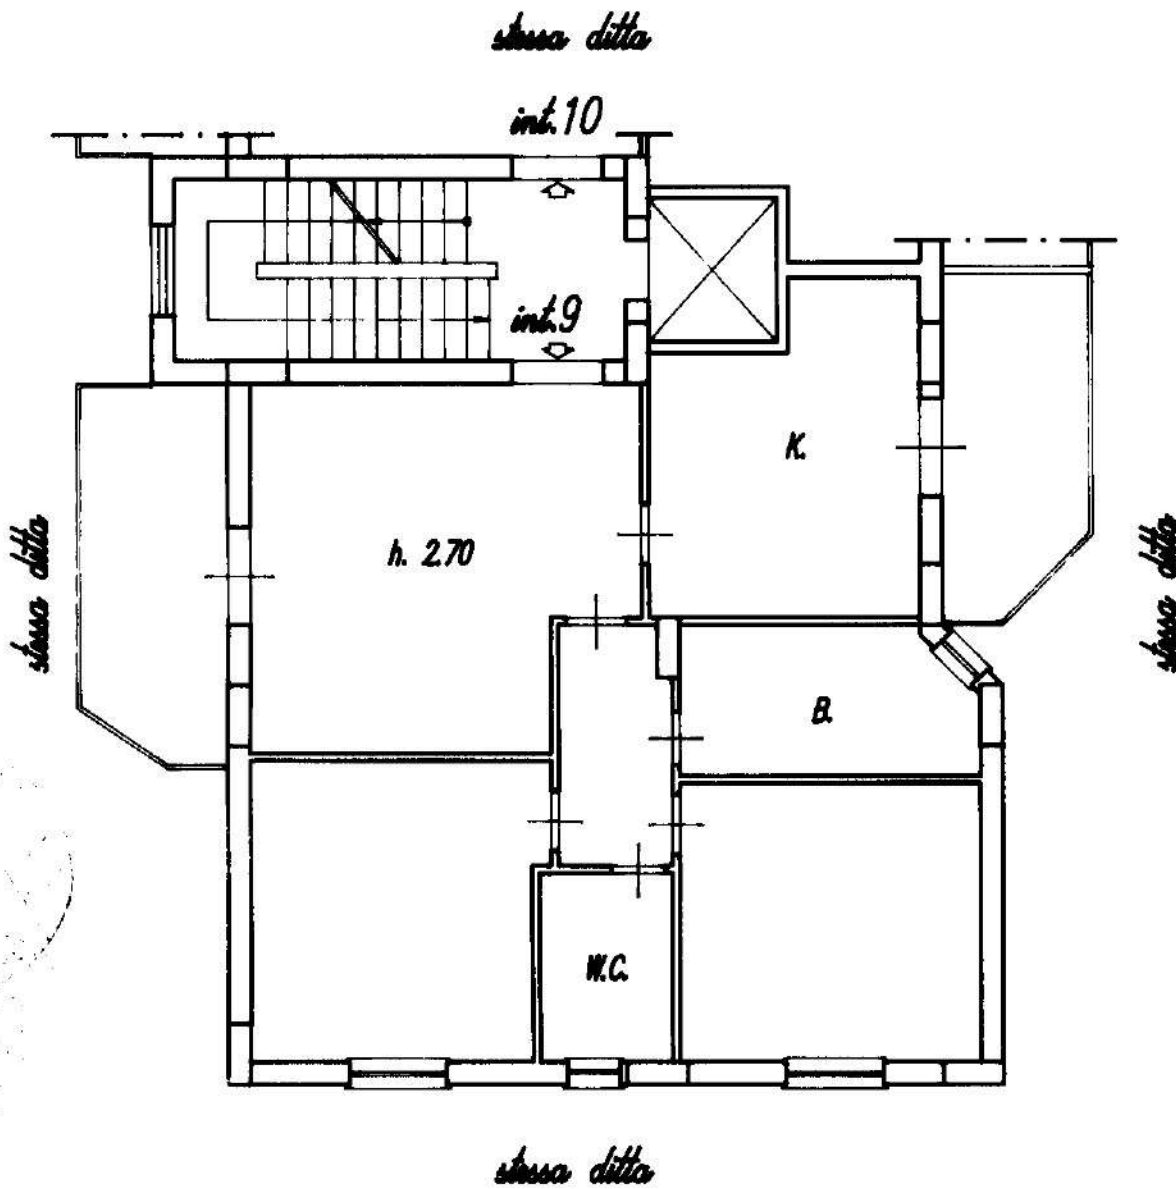 stessa ditta
int.10
int.9
K.
h. 2.70
stessa ditta
stessa ditta
B.
W.C.
stessa ditta